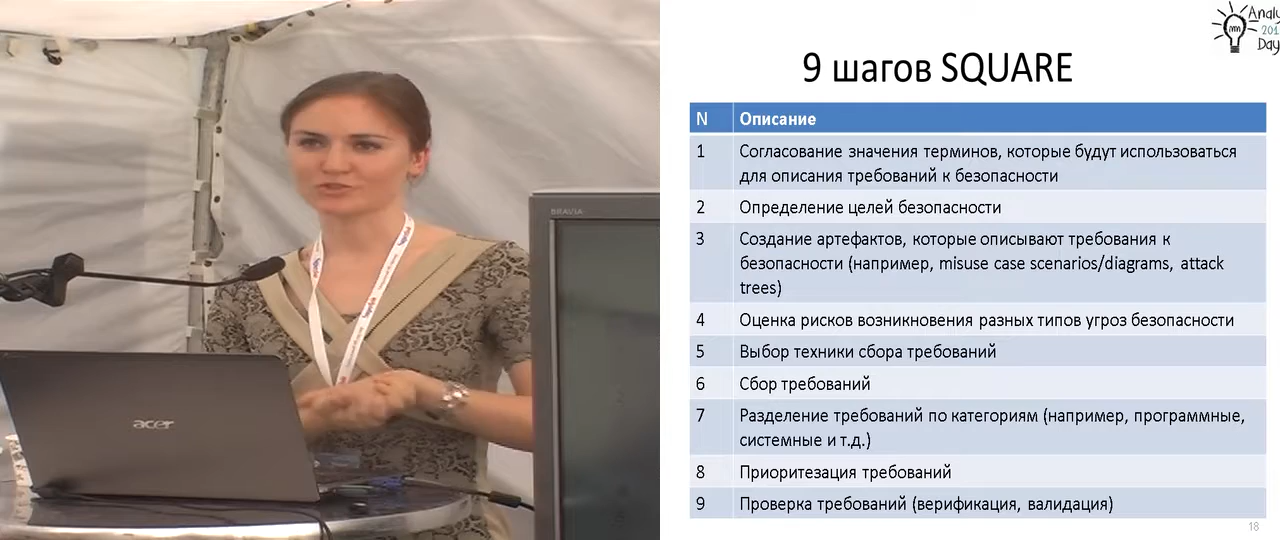 BRAVIA
acer
Analy
201
Day
9 шагов SQUARE
N Описание
1 Согласование значения терминов, которые будут использоваться
для описания требований к безопасности
2 Определение целей безопасности
3 Создание артефактов, которые описывают требования к
безопасности (например, misuse case scenarios/diagrams, attack
trees)
4 Оценка рисков возникновения разных типов угроз безопасности
5 Выбор техники сбора требований
6 Сбор требований
7 Разделение требований по категориям (например, программные,
системные и т.д.)
8 Приоритезация требований
9 Проверка требований (верификация, валидация)
18